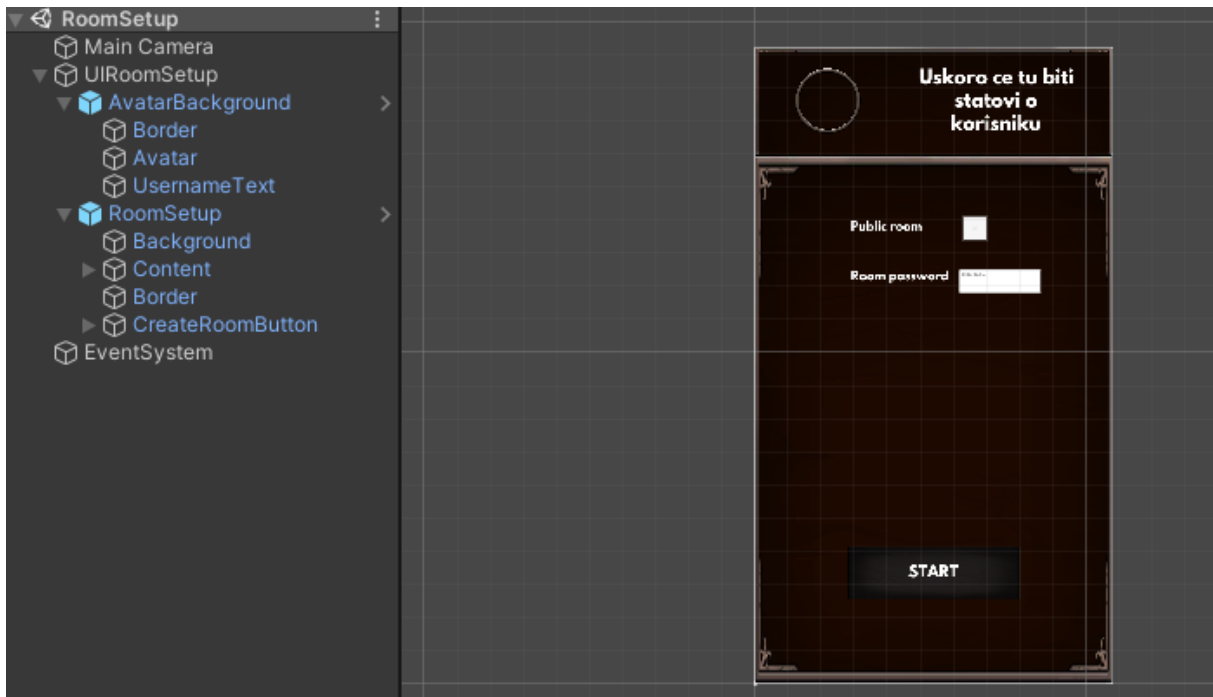 RoomSetup
Main Camera
UIRoomSetup
AvatarBackground
Border
Avatar
UsernameText
RoomSetup
Background
Content
Border
CreateRoomButton
EventSystem
Uskoro ce tu biti
statovi o
korisniku
Public room
Room password
START